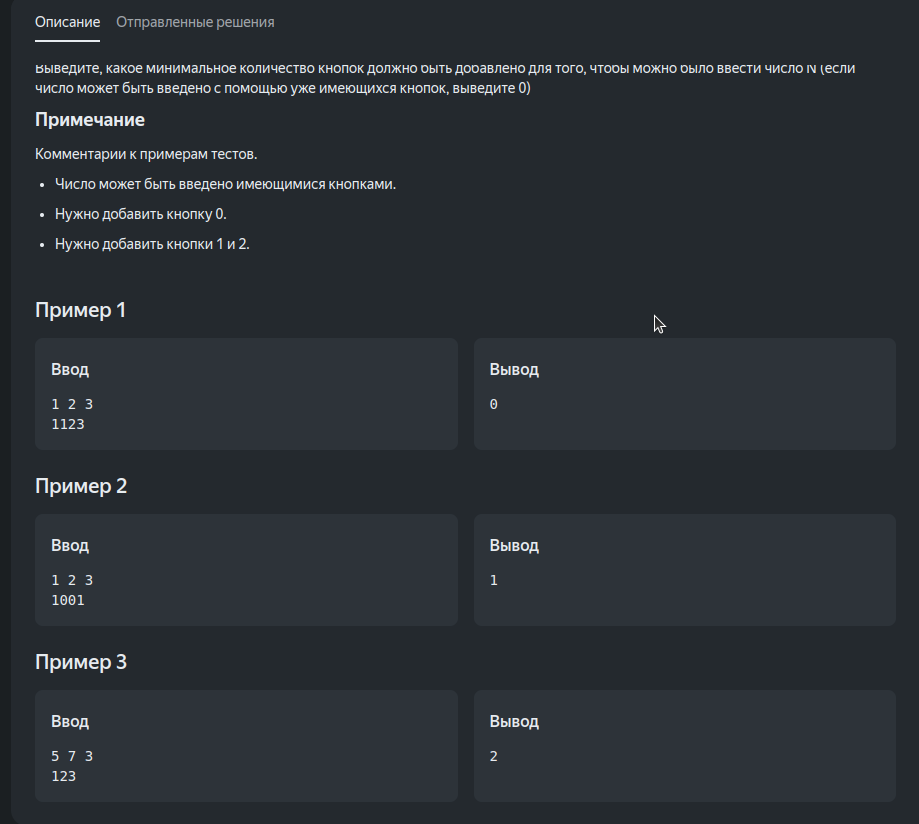 Описание Отправленные решения
Выведите, какое минимальное количество кнопок должно быть добавлено для того, чтобы можно было ввести число N (если
число может быть введено с помощью уже имеющихся кнопок, выведите 0)
Примечание
Комментарии к примерам тестов.
• Число может быть введено имеющимися кнопками.
• Нужно добавить кнопку 0.
• Нужно добавить кнопки 1 и 2.
Пример 1
Ввод
1 2 3
1123
Вывод
0
Пример 2
Ввод
1 2 3
1001
Вывод
1
Пример 3
Ввод
5 7 3
123
Вывод
2